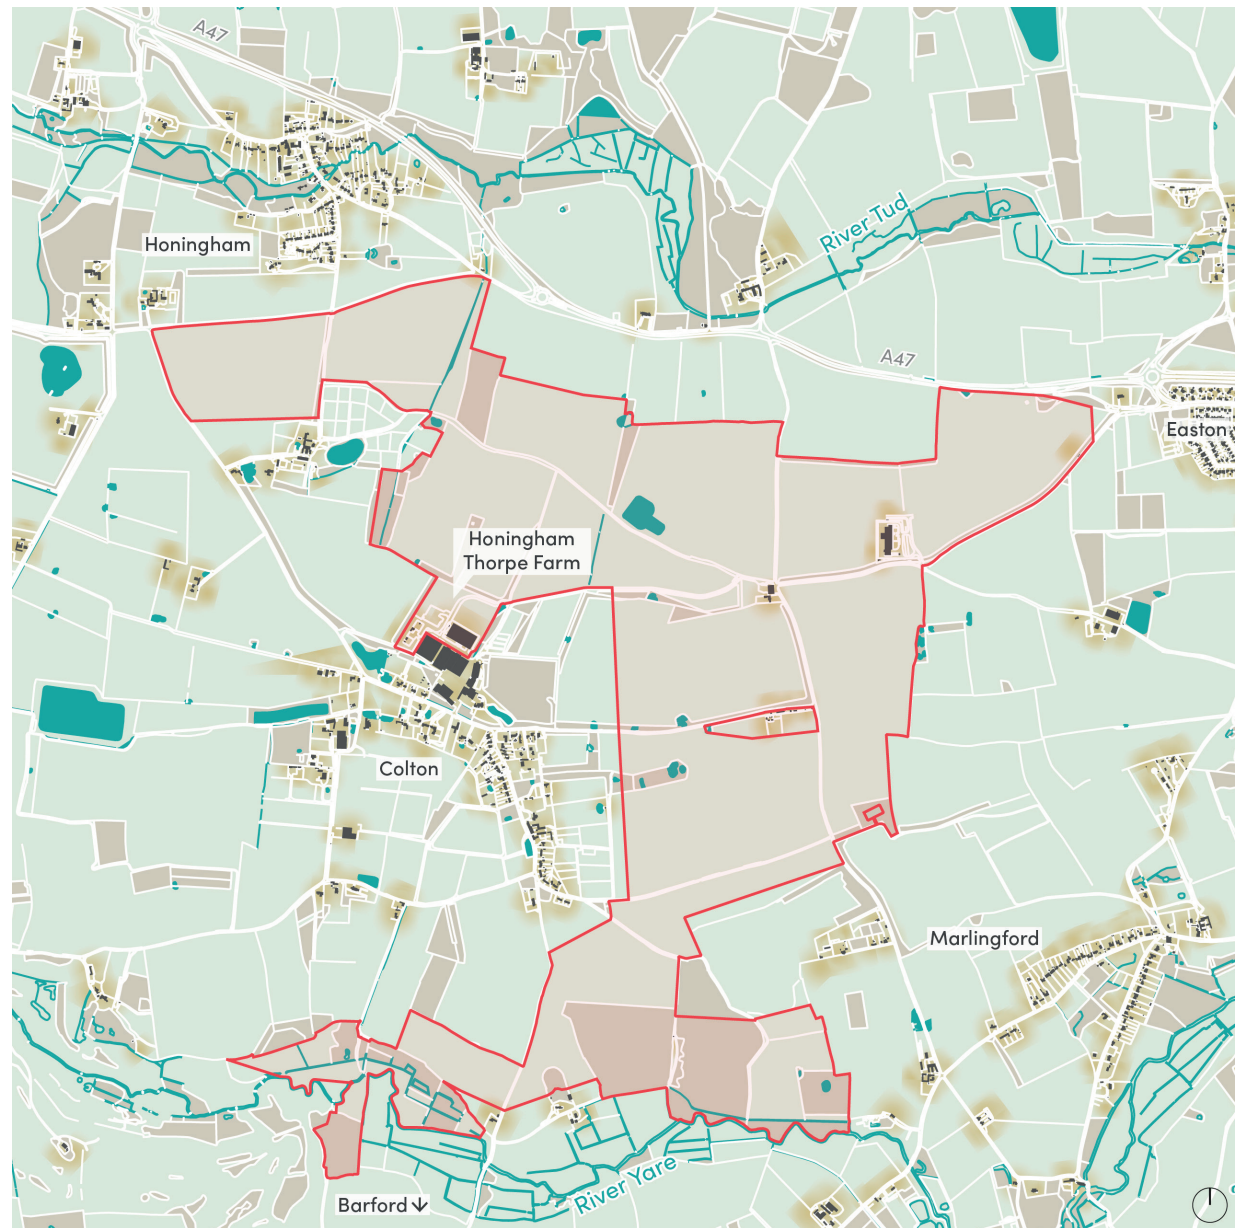 A47
River Tud
Honingham
A47
Easton
Honingham
Thorpe Farm
Colton
Marlingford
River Yare
Barford ↓